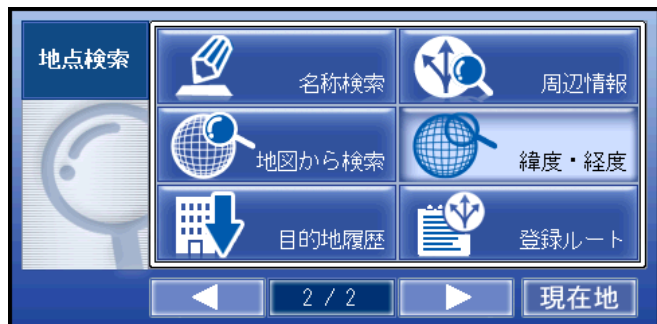 地点検索
名称検索
周辺情報
地図から検索
緯度・経度
目的地履歴
登録ルート
2 / 2
現在地